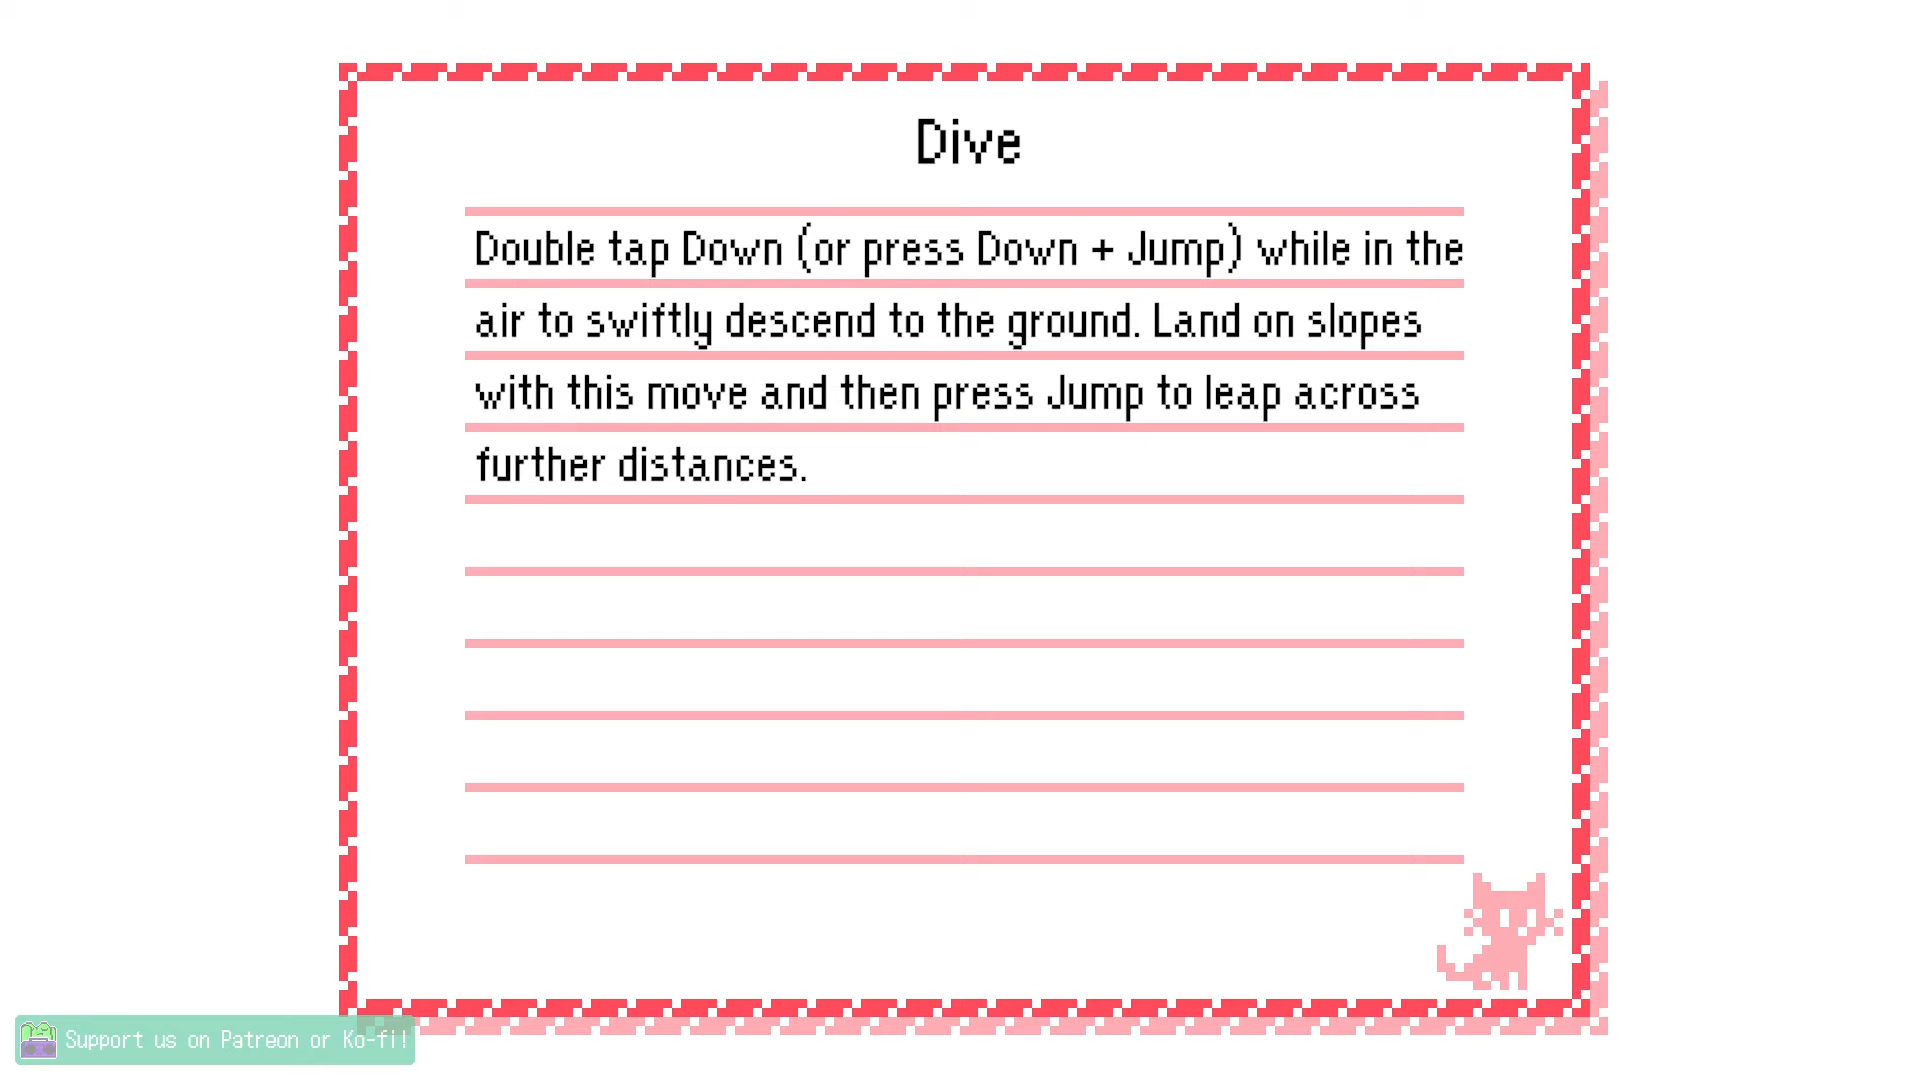 Dive
Double tap Down (or press Down + Jump) while in the
air to swiftly descend to the ground. Land on slopes
with this move and then press Jump to leap across
further distances.
Support us on Patreon or Ko-fi!